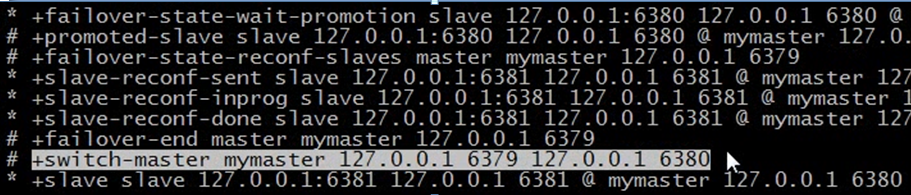 * +failover-state-wait-promotion slave 127.0.0.1:6380 127.0.0.1 6380 @
# +promoted-slave slave 127.0.0.1:6380 127.0.0.1 6380 @ mymaster 127.0.
# +failover-state-reconf-slaves master mymaster 127.0.0.1 6379
* +slave-reconf-sent slave 127.0.0.1:6381 127.0.0.1 6381 @ mymaster 127
* +slave-reconf-inprog slave 127.0.0.1:6381 127.0.0.1 6381 @ mymaster 1
* +slave-reconf-done slave 127.0.0.1:6381 127.0.0.1 6381 @ mymaster 127
# +failover-end master mymaster 127.0.0.1 6379
# +switch-master mymaster 127.0.0.1 6379 127.0.0.1 6380
* +slave slave 127.0.0.1:6381 127.0.0.1 6381 @ mymaster 127.0.0.1 6380